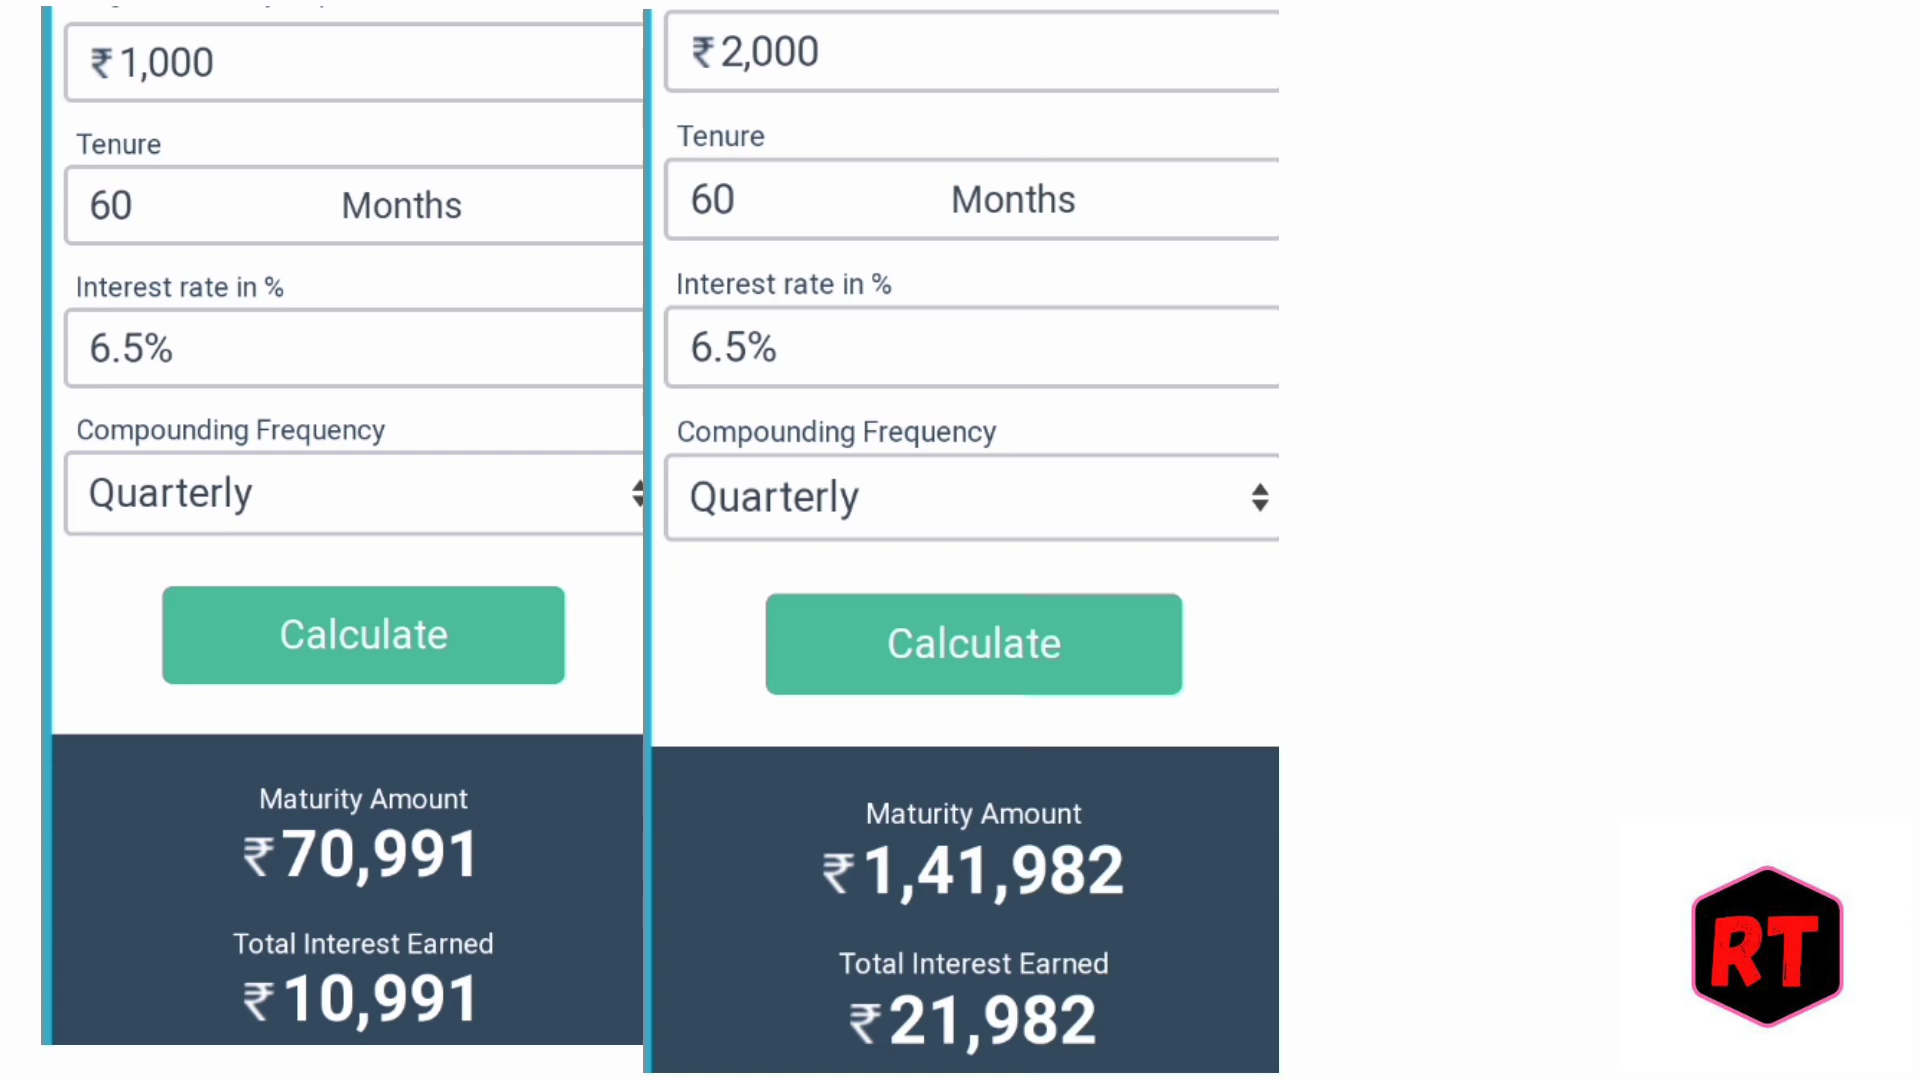 ₹ 1,000
Tenure
60 Months
Interest rate in %
6.5%
Compounding Frequency
Quarterly
Calculate
Maturity Amount
₹ 70,991
Total Interest Earned
₹ 10,991
₹ 2,000
Tenure
60 Months
Interest rate in %
6.5%
Compounding Frequency
Quarterly
Calculate
Maturity Amount
₹ 1,41,982
Total Interest Earned
₹ 21,982
RT